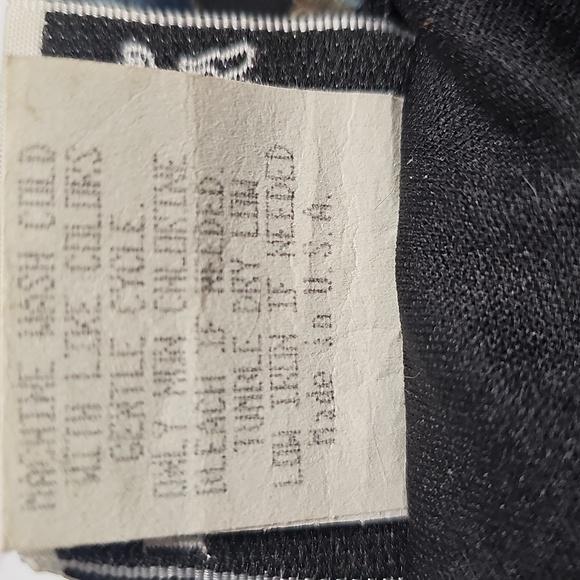 MACHINE WASH COLD
WITH LIKE COLORS
GENTLE CYCLE.
ONLY NON CHLORINE
BLEACH IF NEEDED.
TUMBLE DRY LOW
LOW IRON IF NEEDED
Made in U.S.A.